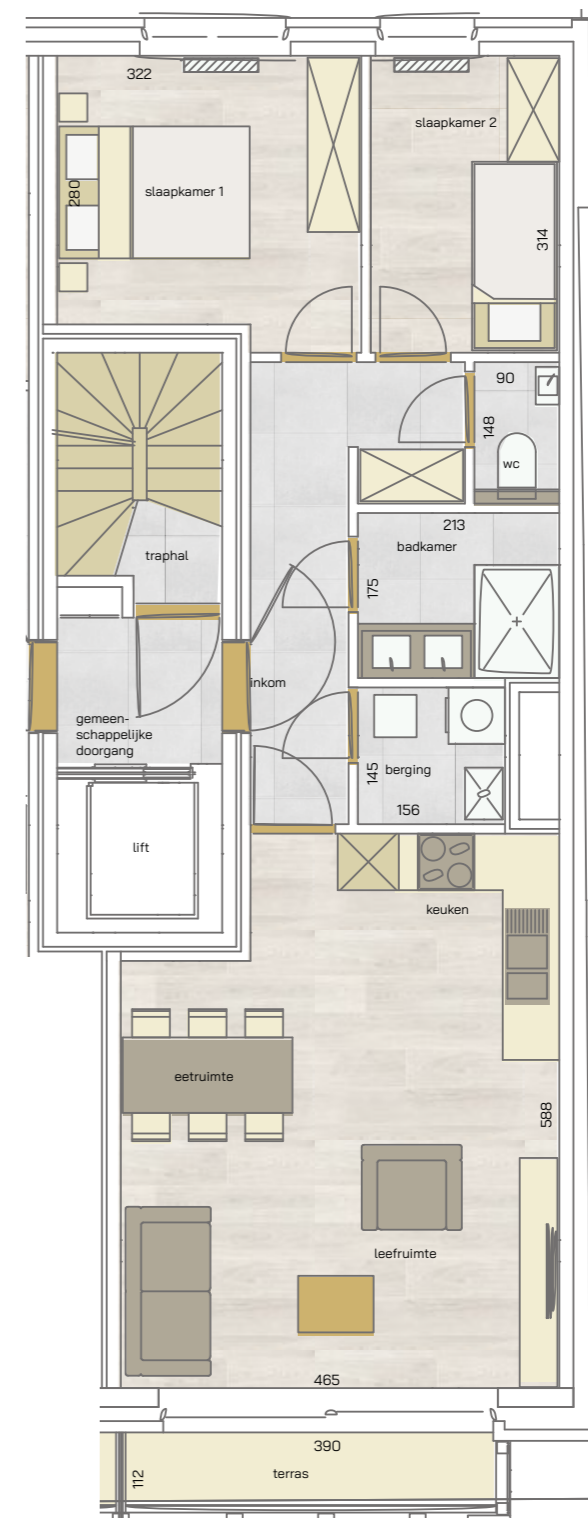 322
slaapkamer 2
slaapkamer 1
280
314
90
148
wc
213
badkamer
traphal
175
inkom
gemeen-
schappelijke
doorgang
145
berging
156
lift
keuken
eetruimte
588
leefruimte
465
390
112
terras